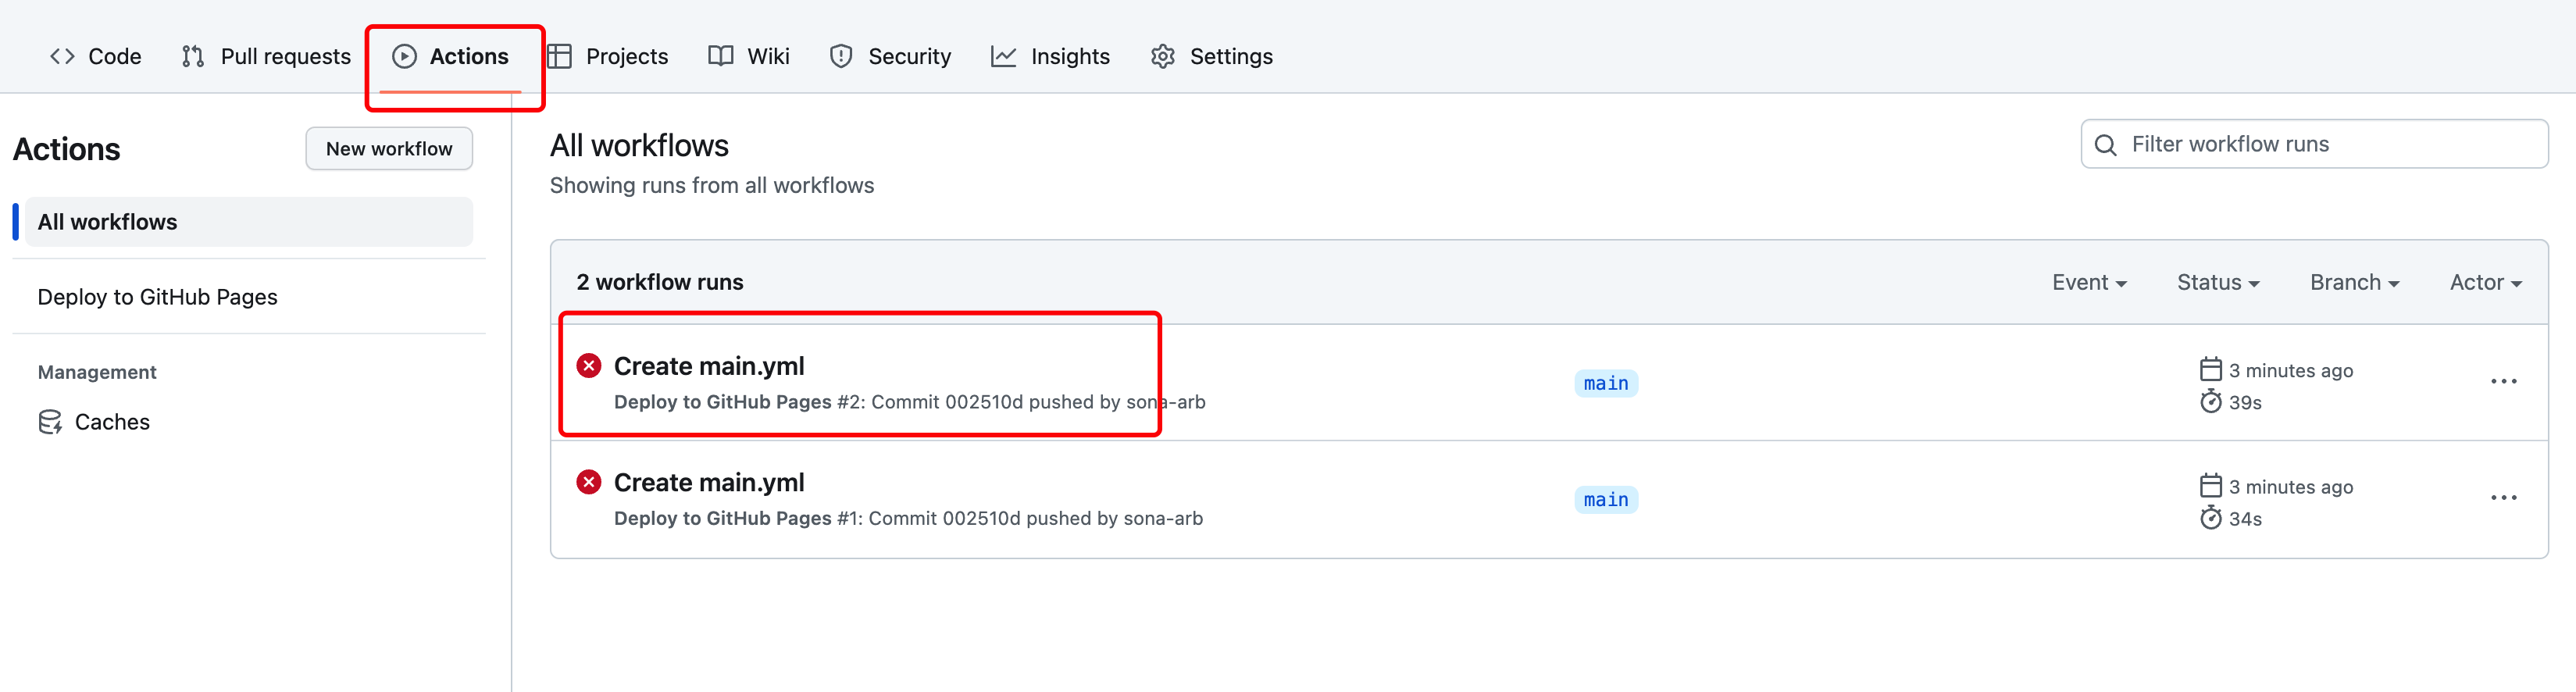 Code Pull requests Actions Projects Wiki Security Insights Settings
Actions
New workflow
All workflows
Deploy to GitHub Pages
Management
Caches
All workflows
Showing runs from all workflows
Filter workflow runs
2 workflow runs
Event Status Branch Actor
Create main.yml
Deploy to GitHub Pages #2: Commit 002510d pushed by sona-arb
main
3 minutes ago
39s
Create main.yml
Deploy to GitHub Pages #1: Commit 002510d pushed by sona-arb
main
3 minutes ago
34s